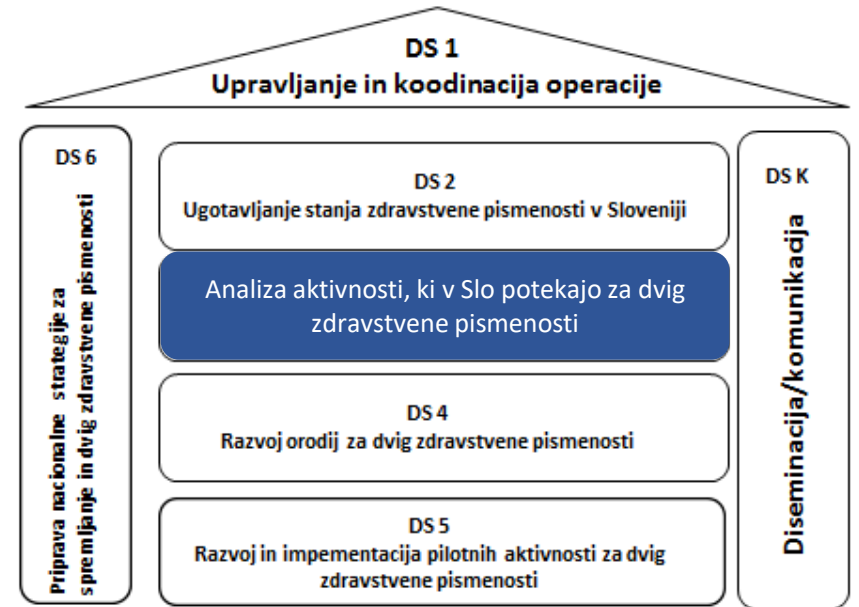 DS 1
Upravljanje in koodinacija operacije
DS 6
Priprava nacionalne strategije za
spremljanje in dvig zdravstvene pismenosti
DS 2
Ugotavljanje stanja zdravstvene pismenosti v Sloveniji
Analiza aktivnosti, ki v Slo potekajo za dvig
zdravstvene pismenosti
DS 4
Razvoj orodij za dvig zdravstvene pismenosti
DS 5
Razvoj in impementacija pilotnih aktivnosti za dvig
zdravstvene pismenosti
DS K
Diseminacija/komunikacija